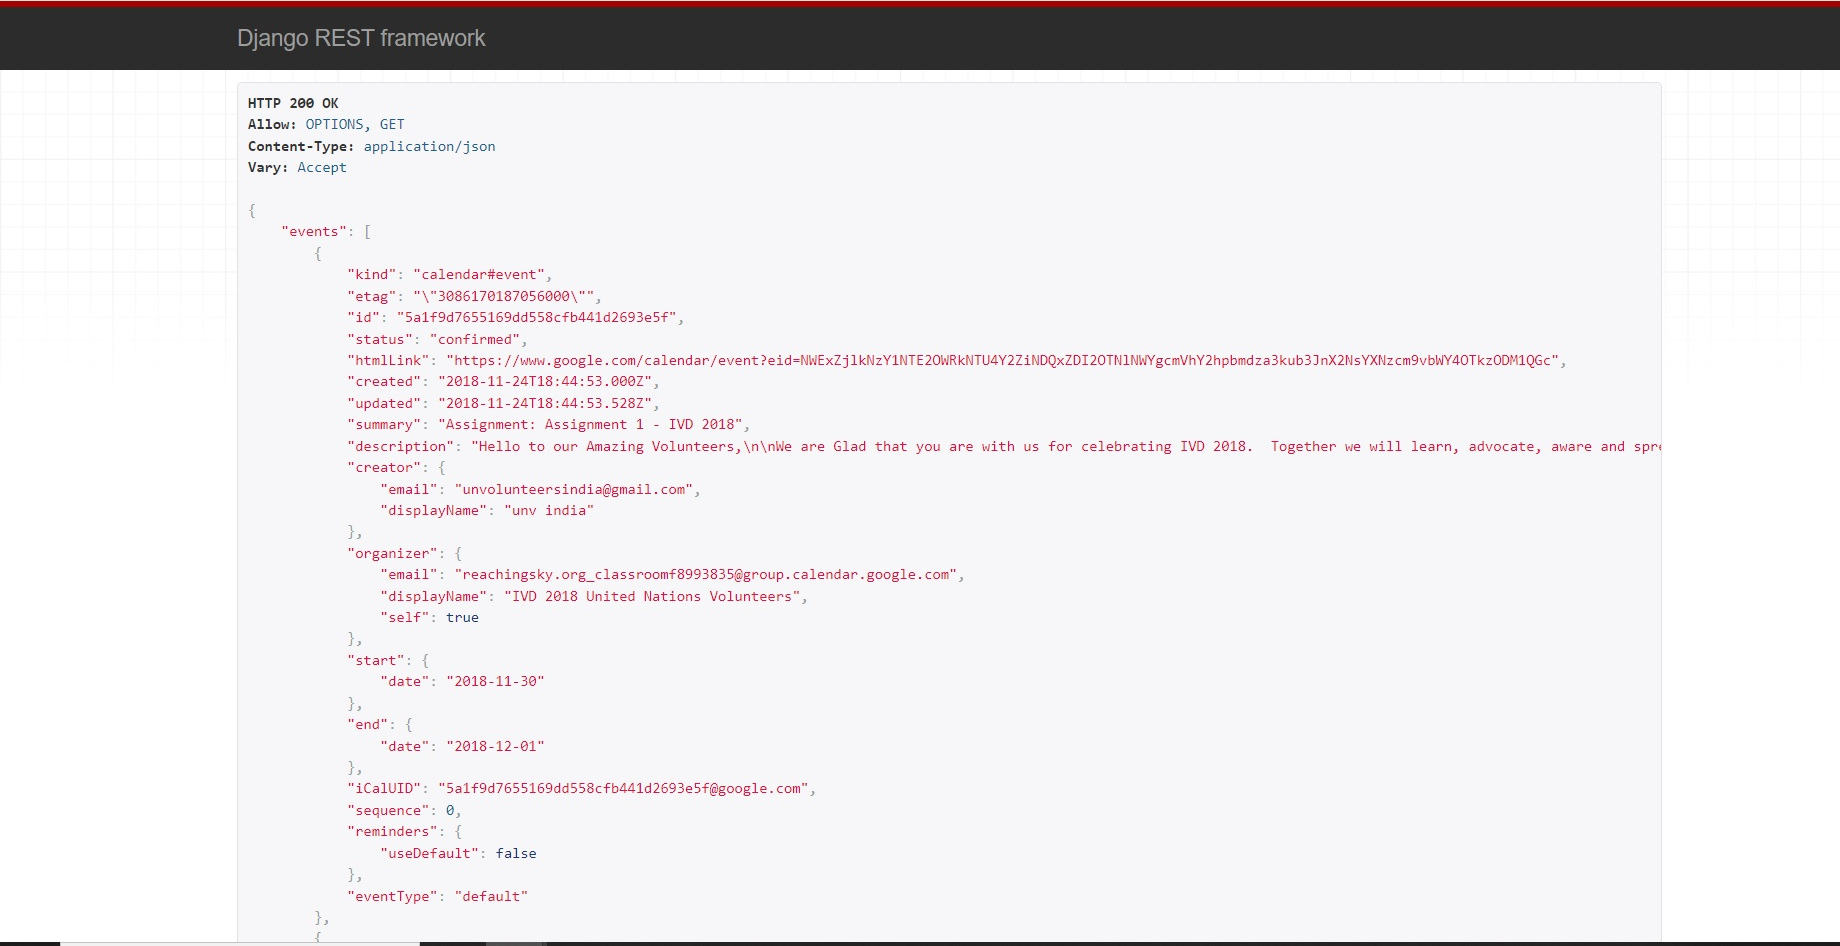 Django REST framework
HTTP 200 OK
Allow: OPTIONS, GET
Content-Type: application/json
Vary: Accept
{
"events": [
{
"kind": "calendar#event",
"etag": "\"3086170187056000\"",
"id": "5a1f9d7655169dd558cfb441d2693e5f",
"status": "confirmed",
"htmlLink": "https://www.google.com/calendar/event?eid=NWExZjlkNzY1NTE2OWRkNTU4Y2ZiNDQxZDI2OTNlNWYgcmVhY2hpbmdza3kub3JnX2NsYXNzcm9vbWY4OTkzODM1QGc",
"created": "2018-11-24T18:44:53.000Z",
"updated": "2018-11-24T18:44:53.528Z",
"summary": "Assignment: Assignment 1 - IVD 2018",
"description": "Hello to our Amazing Volunteers,\n\nWe are Glad that you are with us for celebrating IVD 2018.  Together we will learn, advocate, aware and spre
"creator": {
"email": "unvolunteersindia@gmail.com",
"displayName": "unv india"
},
"organizer": {
"email": "reachingsky.org_classroomf8993835@group.calendar.google.com",
"displayName": "IVD 2018 United Nations Volunteers",
"self": true
},
"start": {
"date": "2018-11-30"
},
"end": {
"date": "2018-12-01"
},
"iCalUID": "5a1f9d7655169dd558cfb441d2693e5f@google.com",
"sequence": 0,
"reminders": {
"useDefault": false
},
"eventType": "default"
},
{